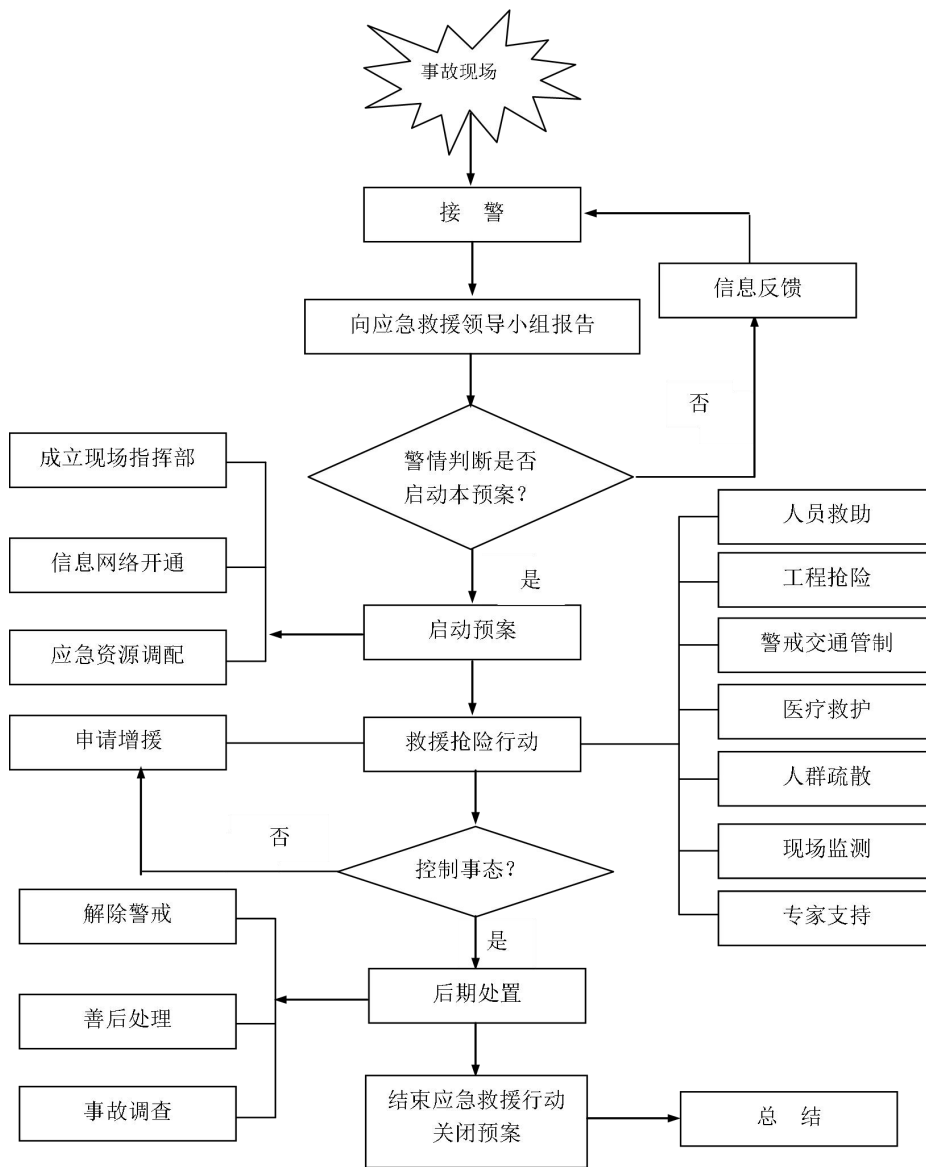 事故现场
接 警
信息反馈
向应急救援领导小组报告
否
警情判断是否
启动本预案？
成立现场指挥部
信息网络开通
应急资源调配
是
启动预案
人员救助
工程抢险
警戒交通管制
医疗救护
人群疏散
现场监测
专家支持
申请增援
救援抢险行动
否
控制事态？
是
解除警戒
善后处理
事故调查
后期处置
结束应急救援行动
关闭预案
总 结